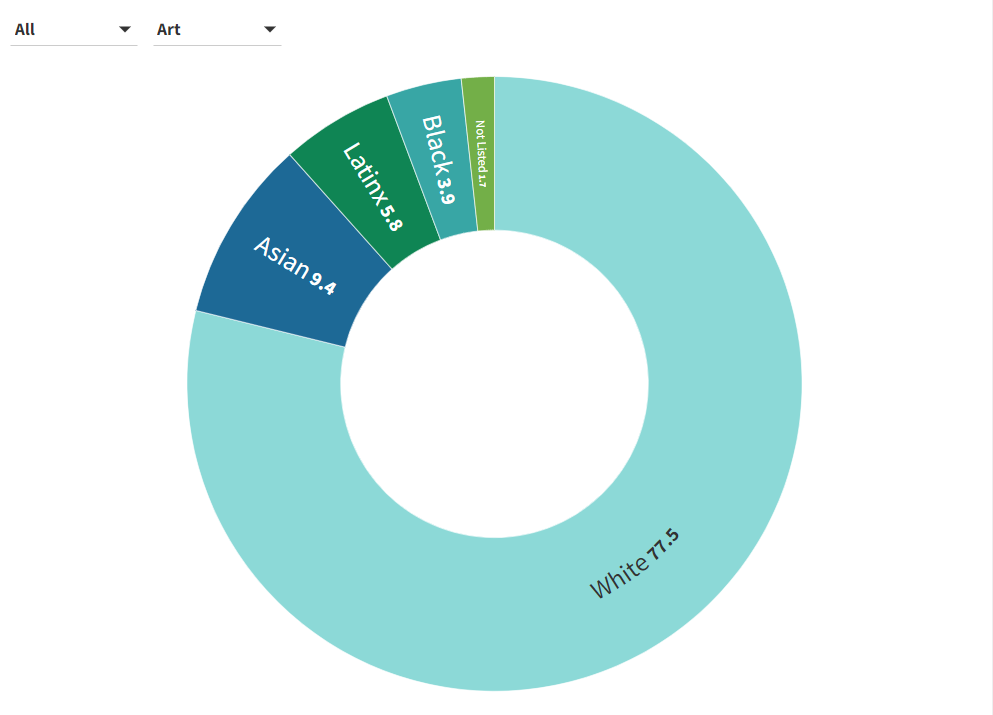 All
Art
Not Listed 1.7
Black 3.9
Latinx 5.8
Asian 9.4
White 77.5